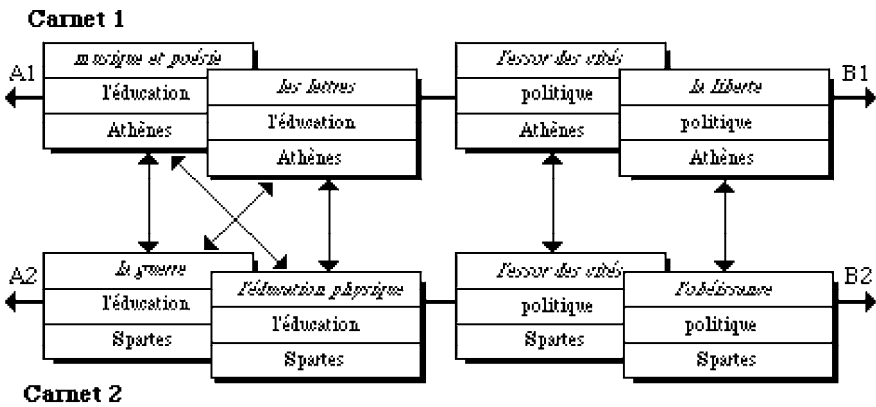 Carnet 1
A1
musique et poésie
l'éducation
Athènes
les lettres
l'éducation
Athènes
l'essor des cités
politique
Athènes
la liberte
politique
Athènes
B1
A2
la guerre
l'éducation
Spartes
l'éducation physique
l'éducation
Spartes
l'essor des cités
politique
Spartes
l'obéissance
politique
Spartes
B2
Carnet 2